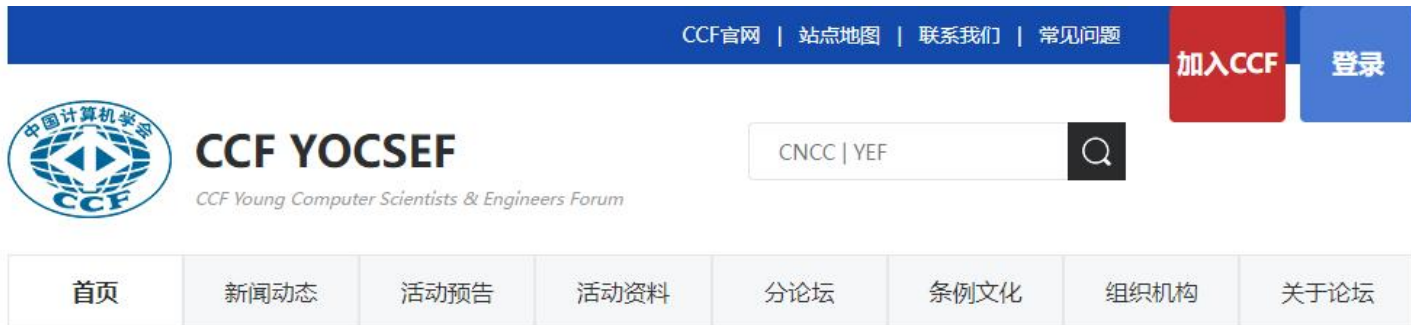 CCF官网 | 站点地图 | 联系我们 | 常见问题
加入CCF 登录
中国计算机学会
CCF
CCF YOCSEF
CCF Young Computer Scientists & Engineers Forum
CNCC | YEF
首页 新闻动态 活动预告 活动资料 分论坛 条例文化 组织机构 关于论坛